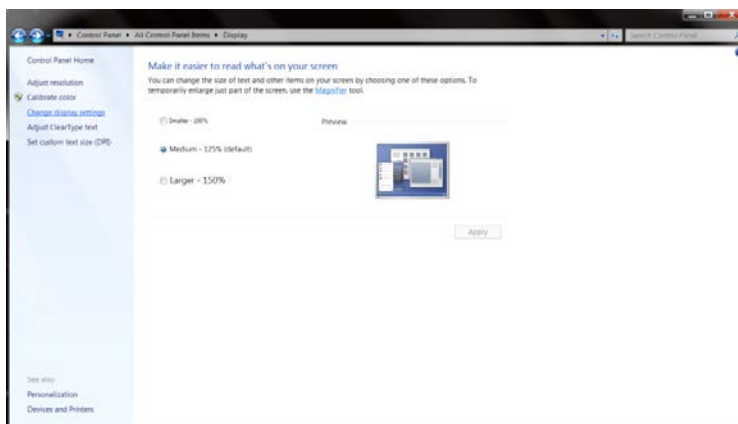 Control Panel ▸ All Control Panel Items ▸ Display
Search Control Panel
Control Panel Home
Adjust resolution
Calibrate color
Change display settings
Adjust ClearType text
Set custom text size (DPI)
See also
Personalization
Devices and Printers
Make it easier to read what's on your screen
You can change the size of text and other items on your screen by choosing one of these options. To
temporarily enlarge just part of the screen, use the Magnifier tool.
Smaller - 100%
Preview
Medium - 125% (default)
Larger - 150%
Apply